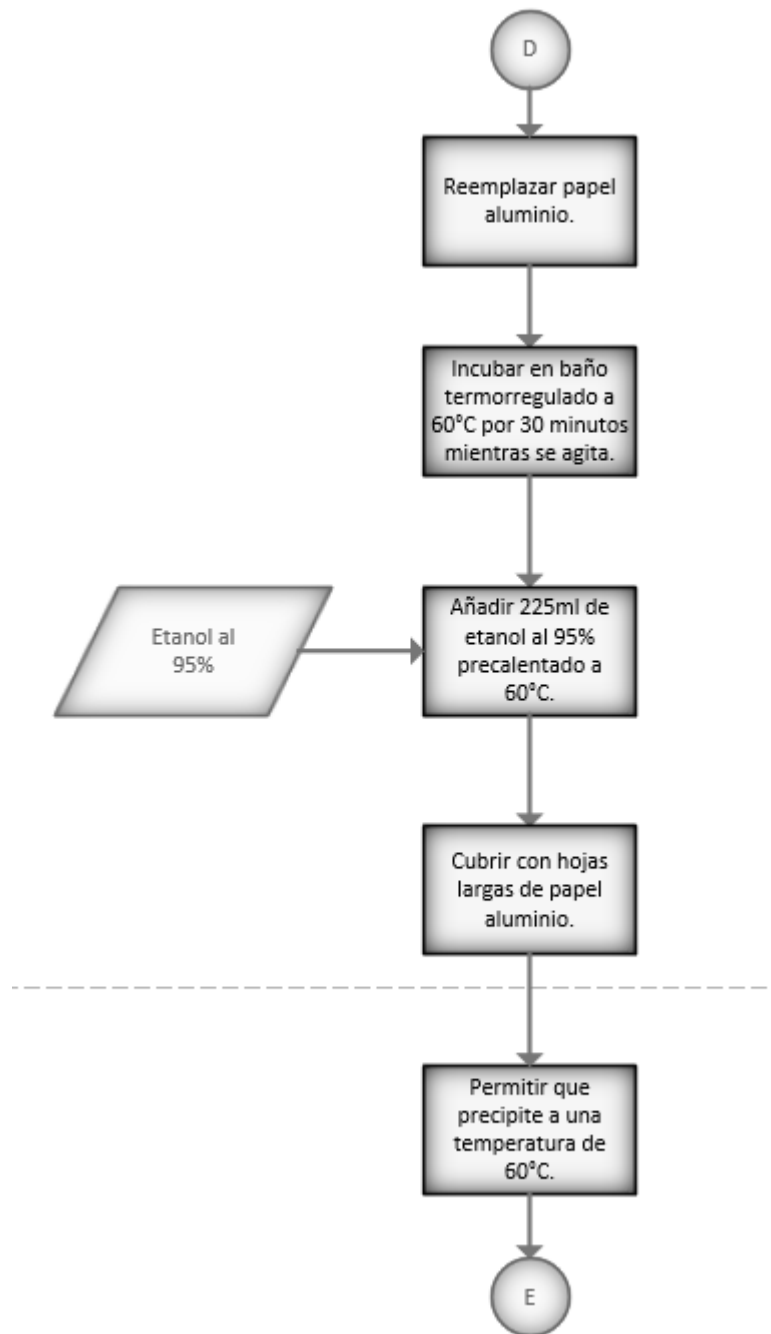 D
Reemplazar papel
aluminio.
Incubar en baño
termorregulado a
60°C por 30 minutos
mientras se agita.
Etanol al
95%
Añadir 225ml de
etanol al 95%
precalentado a
60°C.
Cubrir con hojas
largas de papel
aluminio.
Permitir que
precipite a una
temperatura de
60°C.
E